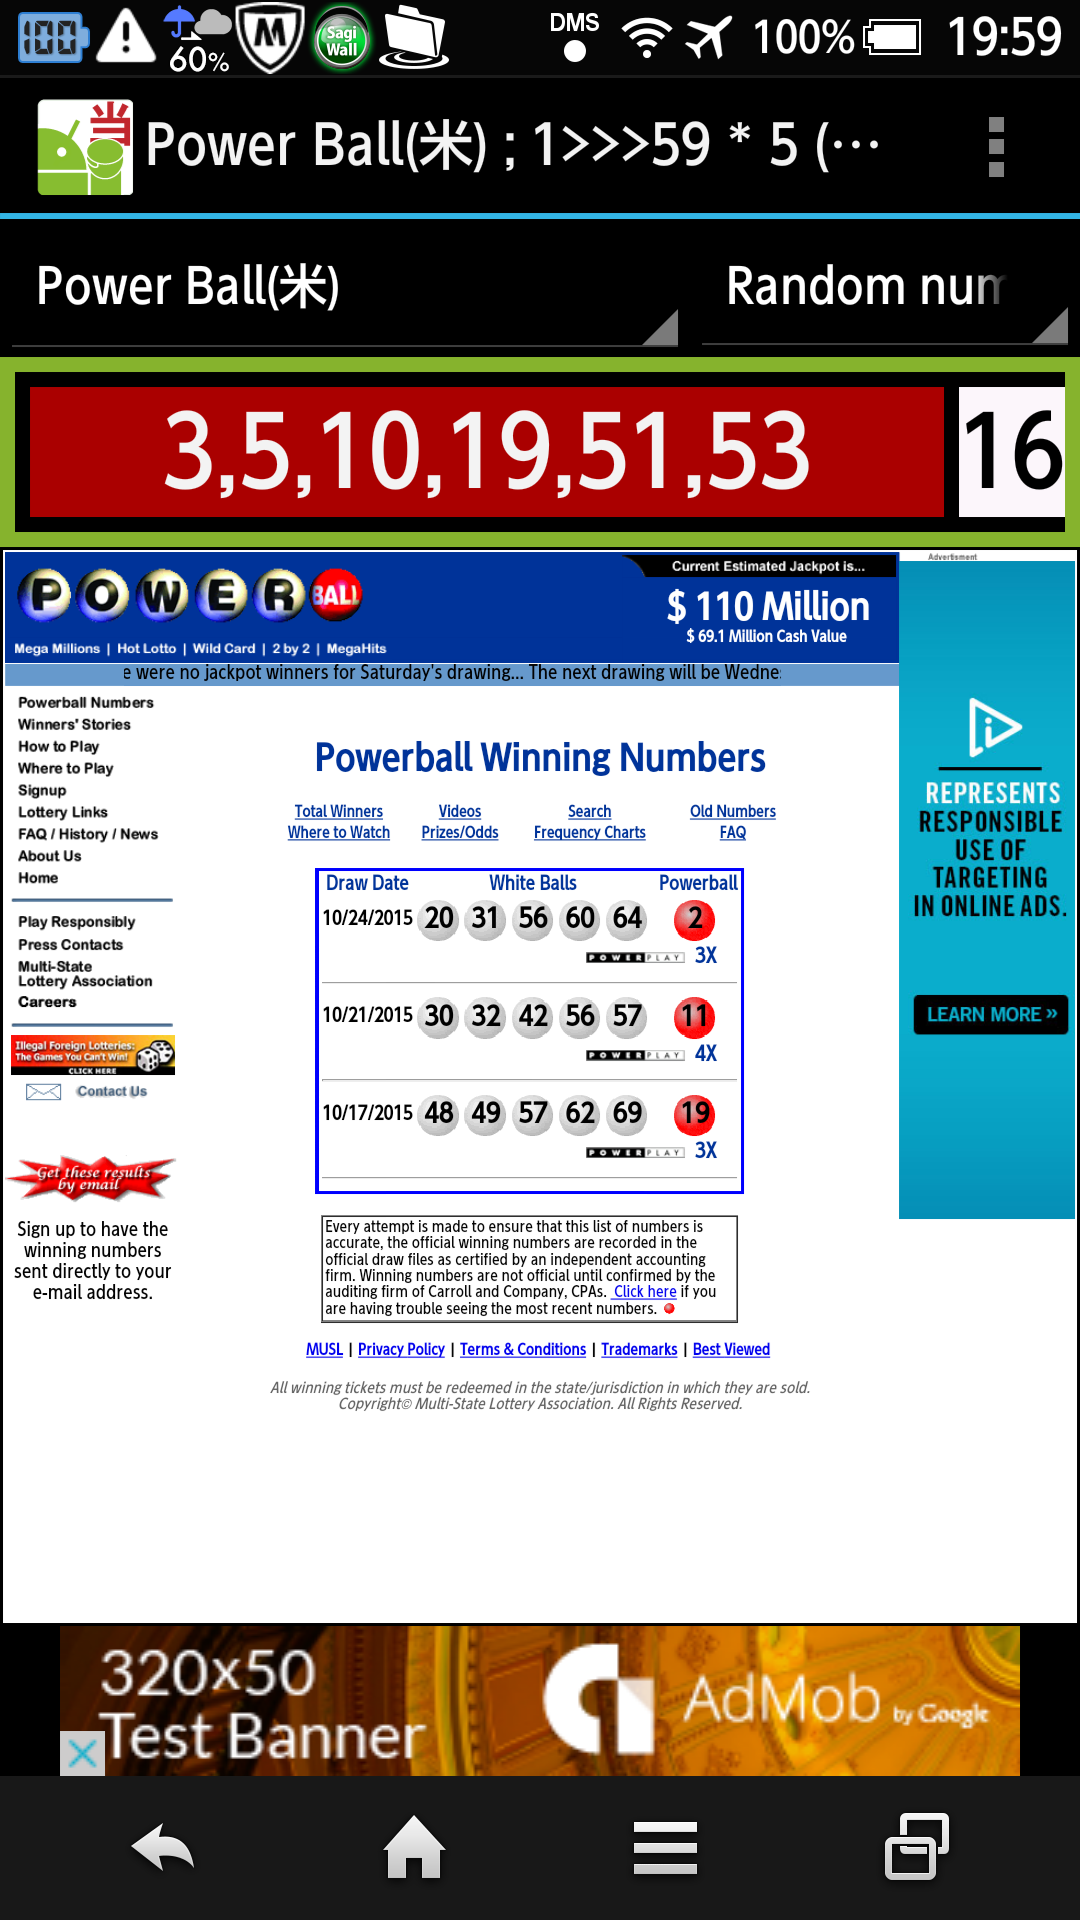 100
60%
M
Sagi
Wall
DMS
100%
19:59
当
Power Ball(米) ; 1>>>59 * 5 (…
Power Ball(米)
Random num
3,5,10,19,51,53
16
POWERBALL
Current Estimated Jackpot is...
$ 110 Million
$ 69.1 Million Cash Value
Mega Millions | Hot Lotto | Wild Card | 2 by 2 | MegaHits
Advertisment
e were no jackpot winners for Saturday's drawing... The next drawing will be Wedne
Powerball Numbers
Winners' Stories
How to Play
Where to Play
Signup
Lottery Links
FAQ / History / News
About Us
Home
Play Responsibly
Press Contacts
Multi-State
Lottery Association
Careers
Illegal Foreign Lotteries:
The Games You Can't Win!
CLICK HERE
Contact Us
Get these results
by email
Sign up to have the
winning numbers
sent directly to your
e-mail address.
Powerball Winning Numbers
Total Winners Videos Search Old Numbers
Where to Watch Prizes/Odds Frequency Charts FAQ
Draw Date White Balls Powerball
10/24/2015 20 31 56 60 64 2
POWERPLAY 3X
10/21/2015 30 32 42 56 57 11
POWERPLAY 4X
10/17/2015 48 49 57 62 69 19
POWERPLAY 3X
Every attempt is made to ensure that this list of numbers is
accurate, the official winning numbers are recorded in the
official draw files as certified by an independent accounting
firm. Winning numbers are not official until confirmed by the
auditing firm of Carroll and Company, CPAs. Click here if you
are having trouble seeing the most recent numbers.
MUSL | Privacy Policy | Terms & Conditions | Trademarks | Best Viewed
All winning tickets must be redeemed in the state/jurisdiction in which they are sold.
Copyright© Multi-State Lottery Association. All Rights Reserved.
REPRESENTS
RESPONSIBLE
USE OF
TARGETING
IN ONLINE ADS.
LEARN MORE »
320x50
Test Banner
AdMob by Google